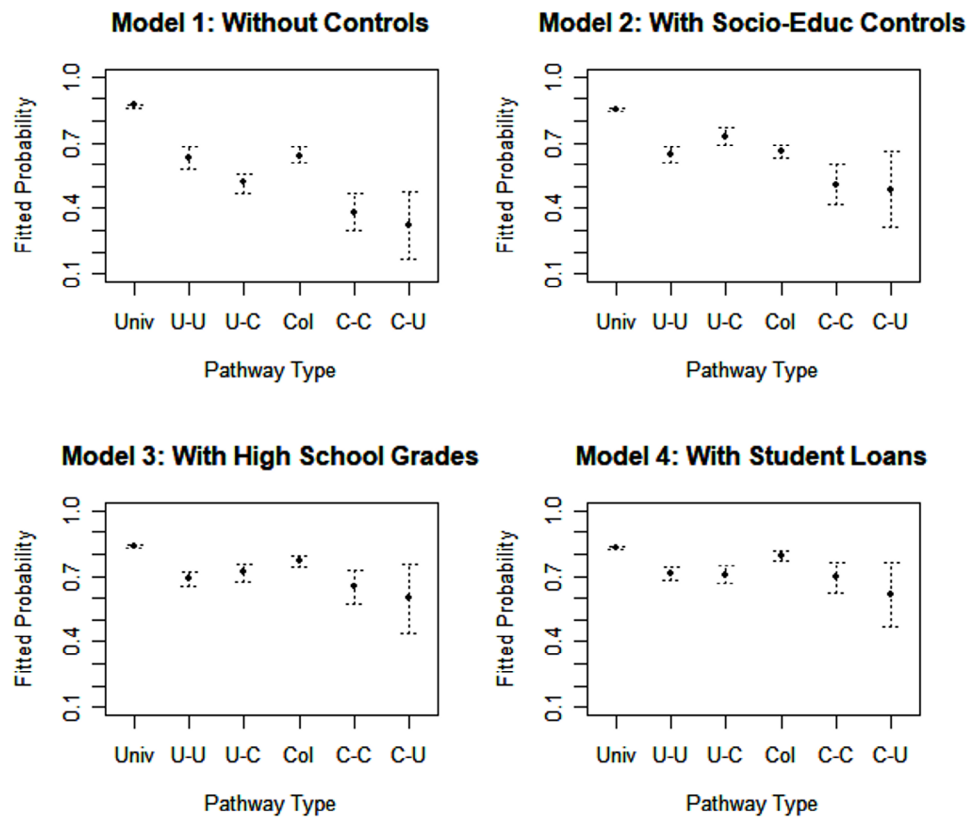 Model 1: Without Controls
Fitted Probability
1.0
0.7
0.4
0.1
Univ U-U U-C Col C-C C-U
Pathway Type
Model 2: With Socio-Educ Controls
Fitted Probability
1.0
0.7
0.4
0.1
Univ U-U U-C Col C-C C-U
Pathway Type
Model 3: With High School Grades
Fitted Probability
1.0
0.7
0.4
0.1
Univ U-U U-C Col C-C C-U
Pathway Type
Model 4: With Student Loans
Fitted Probability
1.0
0.7
0.4
0.1
Univ U-U U-C Col C-C C-U
Pathway Type